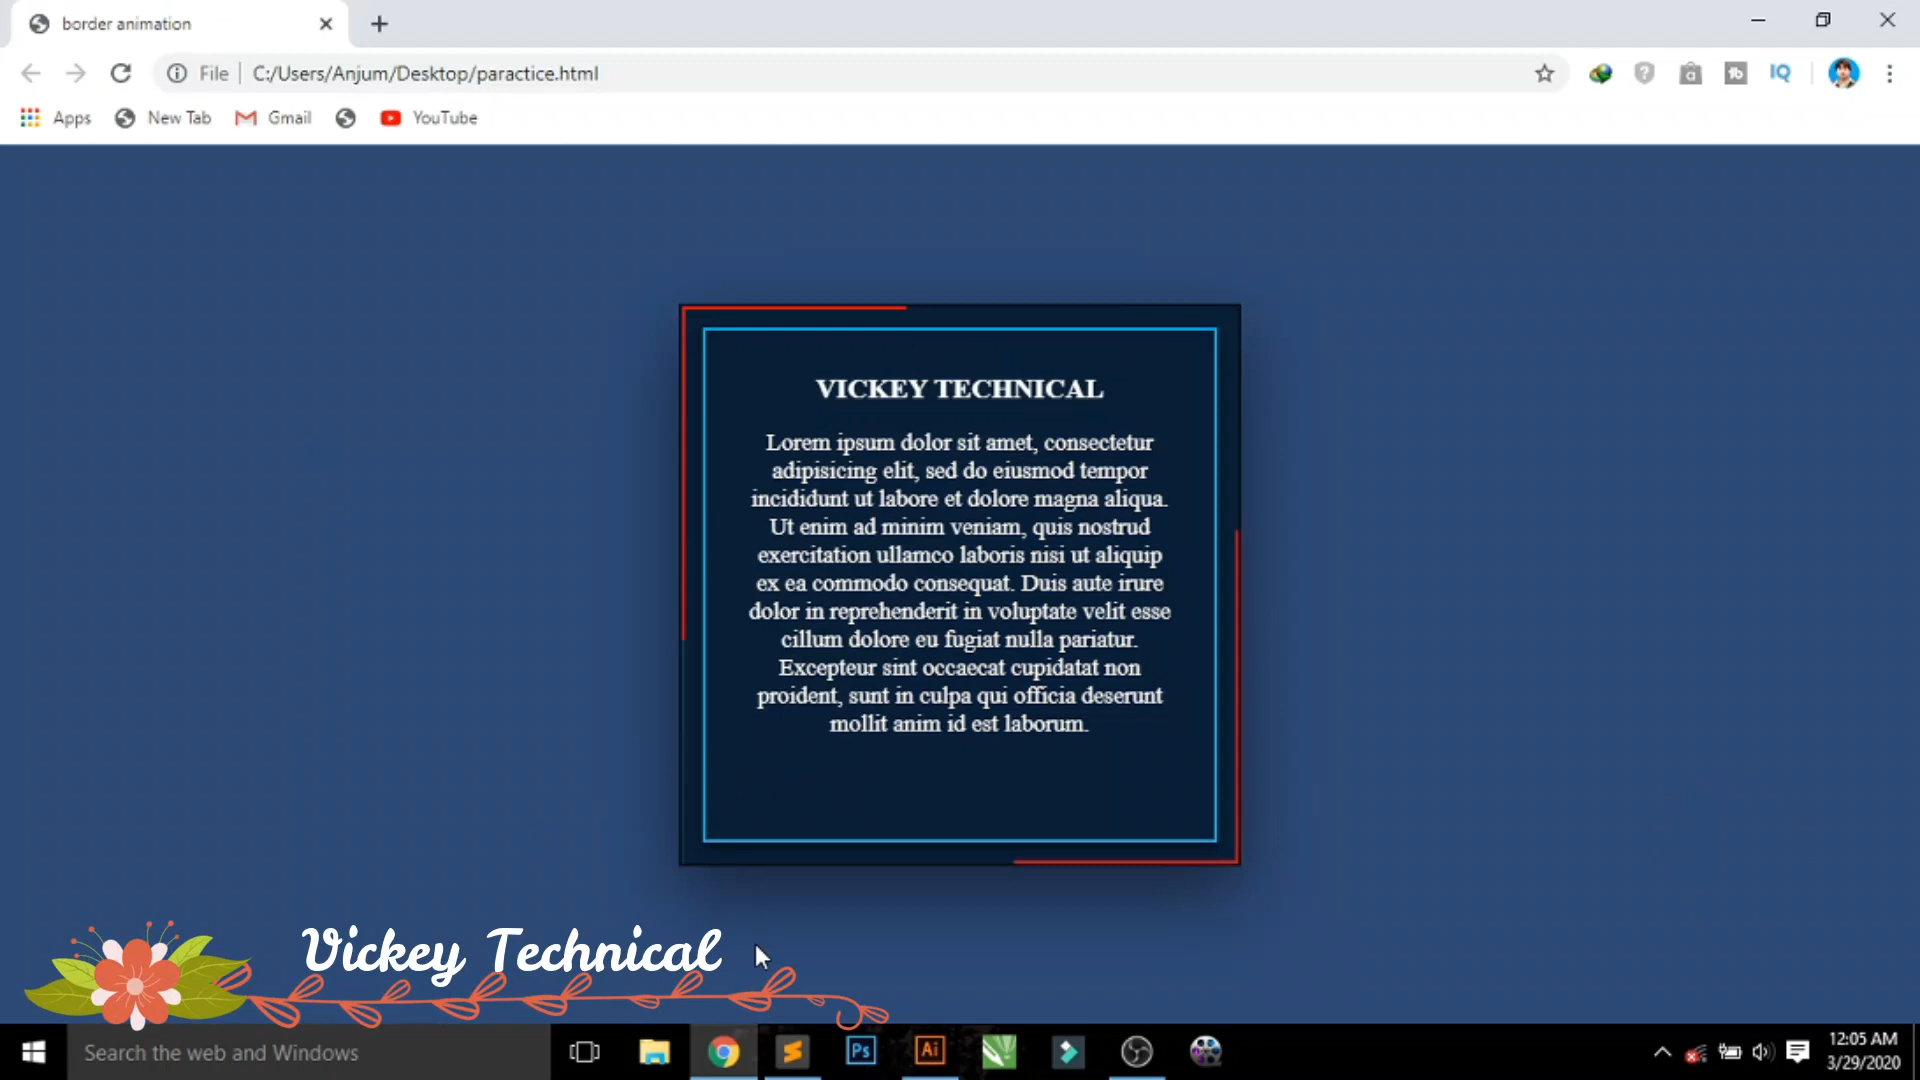 border animation
File
C:/Users/Anjum/Desktop/paractice.html
IQ
Apps
New Tab
Gmail
YouTube
VICKEY TECHNICAL
Lorem ipsum dolor sit amet, consectetur
adipisicing elit, sed do eiusmod tempor
incididunt ut labore et dolore magna aliqua.
Ut enim ad minim veniam, quis nostrud
exercitation ullamco laboris nisi ut aliquip
ex ea commodo consequat. Duis aute irure
dolor in reprehenderit in voluptate velit esse
cillum dolore eu fugiat nulla pariatur.
Excepteur sint occaecat cupidatat non
proident, sunt in culpa qui officia deserunt
mollit anim id est laborum.
Vickey Technical
Search the web and Windows
Ps
Ai
12:05 AM
3/29/2020